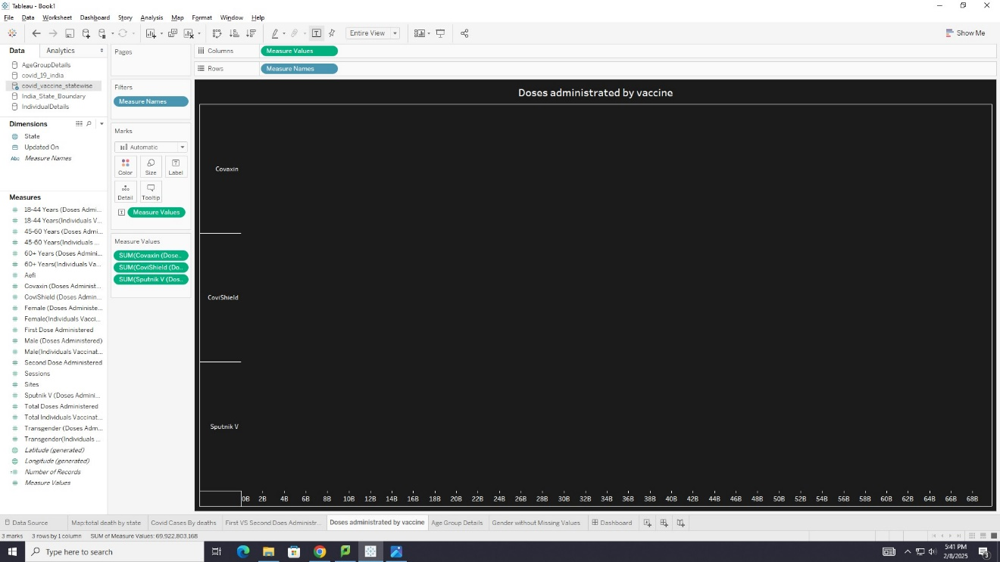 Tableau - Book1
File Data Worksheet Dashboard Story Analysis Map Format Window Help
Entire View
Show Me
Data Analytics
AgeGroupDetails
covid_19_india
covid_vaccine_statewise
India_State_Boundary
IndividualDetails
Dimensions
State
Updated On
Abc Measure Names
Measures
18-44 Years (Doses Admi...
18-44 Years(Individuals V...
45-60 Years (Doses Admi...
45-60 Years(Individuals ...
60+ Years (Doses Admini...
60+ Years(Individuals Va...
Aefi
Covaxin (Doses Administ...
CoviShield (Doses Admin...
Female (Doses Administe...
Female(Individuals Vacci...
First Dose Administered
Male (Doses Administered)
Male(Individuals Vaccinat...
Second Dose Administered
Sessions
Sites
Sputnik V (Doses Admini...
Total Doses Administered
Total Individuals Vaccinat...
Transgender (Doses Adm...
Transgender(Individuals ...
Latitude (generated)
Longitude (generated)
Number of Records
Measure Values
Pages
Filters
Measure Names
Marks
Automatic
Color Size Label
Detail Tooltip
Measure Values
Measure Values
SUM(Covaxin (Dose..
SUM(CoviShield (Do..
SUM(Sputnik V (Dos..
Columns Measure Values
Rows Measure Names
Doses administrated by vaccine
Covaxin
CoviShield
Sputnik V
0B 2B 4B 6B 8B 10B 12B 14B 16B 18B 20B 22B 24B 26B 28B 30B 32B 34B 36B 38B 40B 42B 44B 46B 48B 50B 52B 54B 56B 58B 60B 62B 64B 66B 68B
Data Source Map:total death by state Covid Cases By deaths First VS Second Does Administr... Doses administrated by vaccine Age Group Details Gender without Missing Values Dashboard
3 marks 3 rows by 1 column SUM of Measure Values: 69,922,803,168
Type here to search
5:41 PM
2/8/2025
3